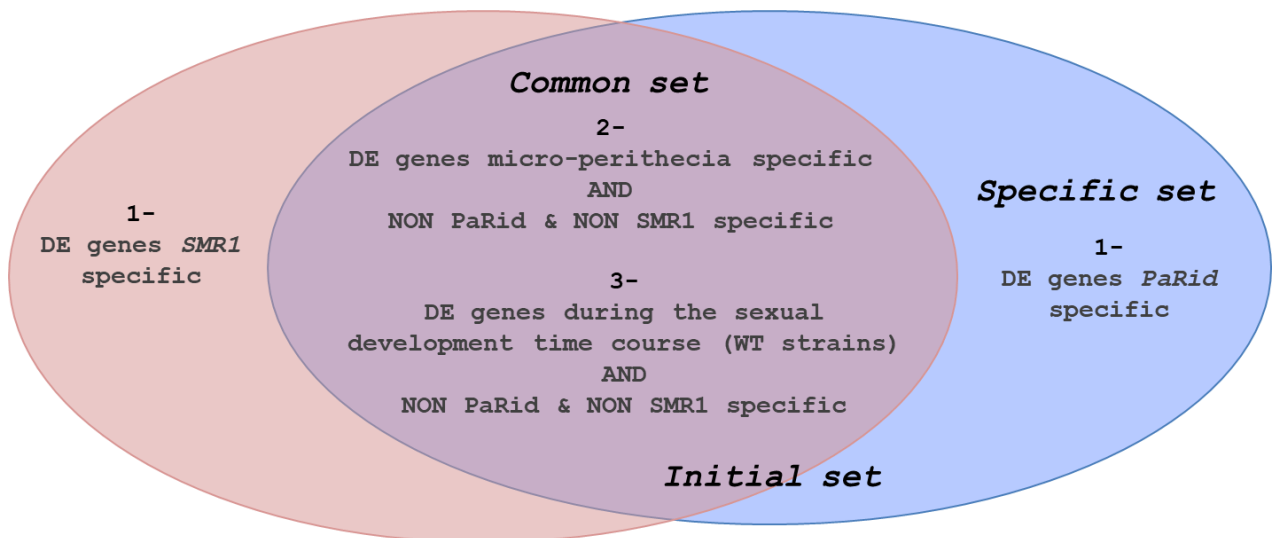 Common set
2-
DE genes micro-perithecia specific
AND
NON PaRid & NON SMR1 specific
3-
DE genes during the sexual
development time course (WT strains)
AND
NON PaRid & NON SMR1 specific
Initial set
1-
DE genes SMR1
specific
Specific set
1-
DE genes PaRid
specific